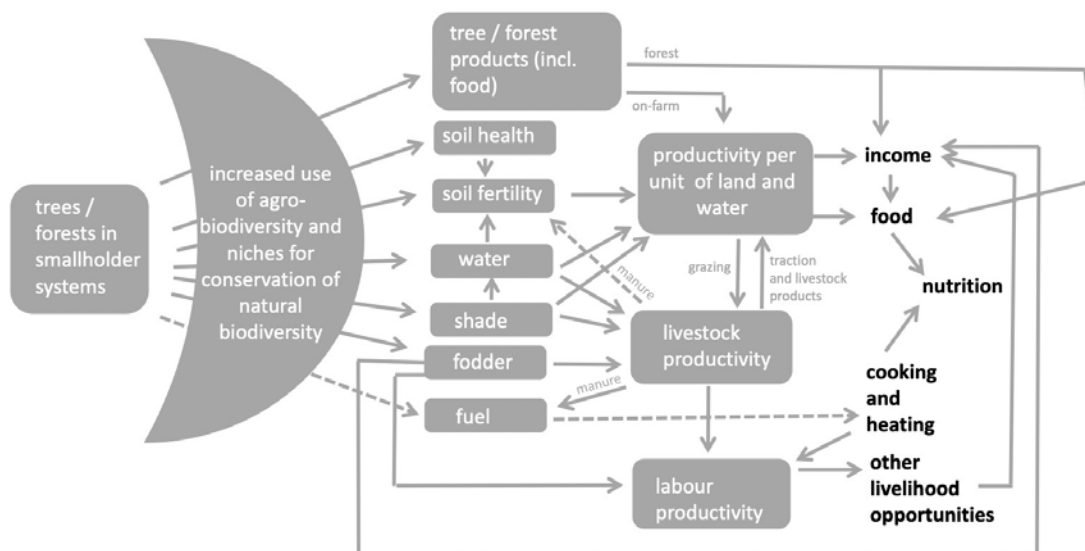 tree / forest
products (incl.
food)
forest
on-farm
soil health
productivity per
unit of land and
water
income
increased use
of agro-
biodiversity and
niches for
conservation of
natural
biodiversity
trees /
forests in
smallholder
systems
soil fertility
food
water
manure
grazing
traction
and livestock
products
nutrition
shade
livestock
productivity
fodder
manure
cooking
and
heating
fuel
labour
productivity
other
livelihood
opportunities